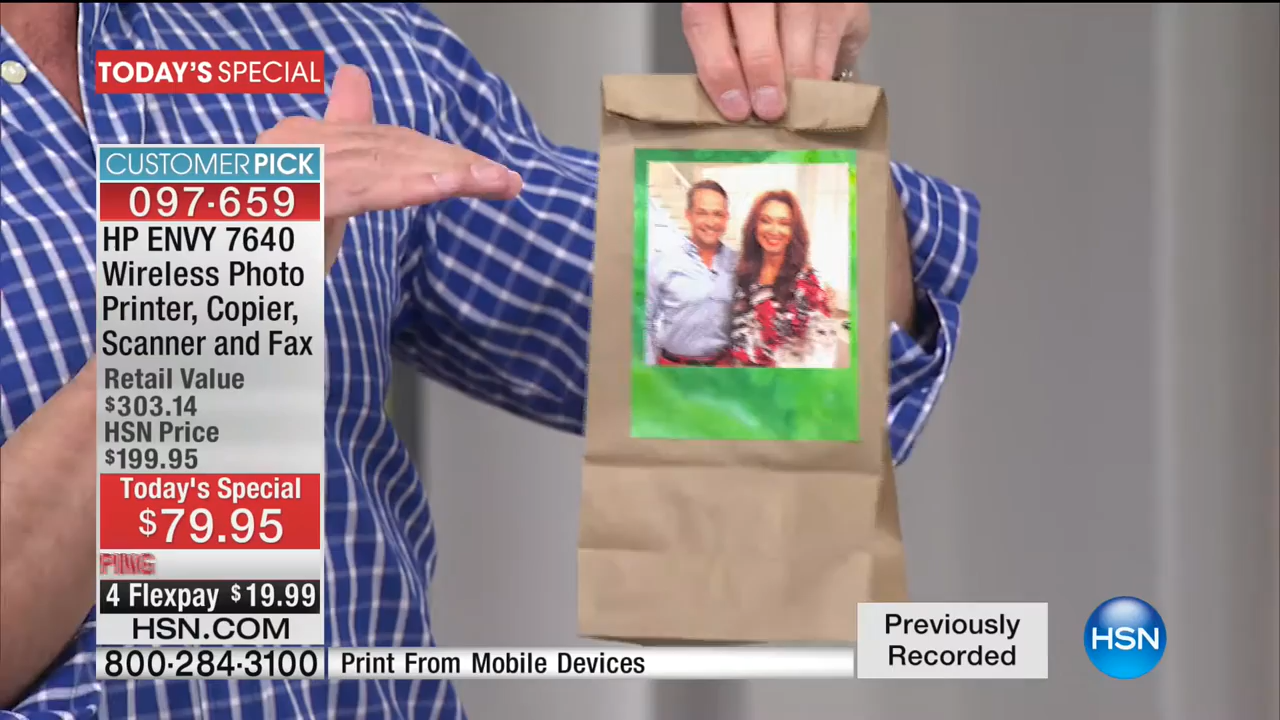 TODAY'S SPECIAL
CUSTOMER PICK
097-659
HP ENVY 7640
Wireless Photo
Printer, Copier,
Scanner and Fax
Retail Value
$303.14
HSN Price
$199.95
Today's Special
$79.95
4 Flexpay $19.99
HSN.COM
800-284-3100
Print From Mobile Devices
Previously
Recorded
HSN